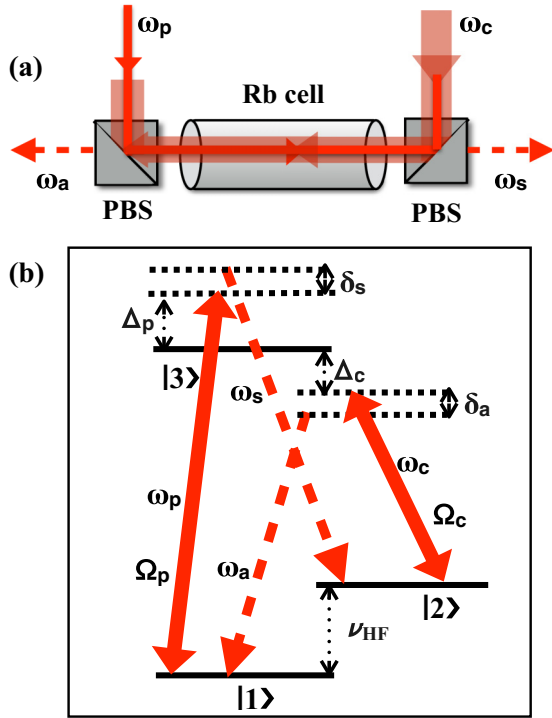 ωp ωc
(a)
Rb cell
ωa ωs
PBS PBS
(b)
δs
Δp
Δc
|3⟩
ωs δa
ωp ωc
Ωc
Ωp ωa
|2⟩
νHF
|1⟩